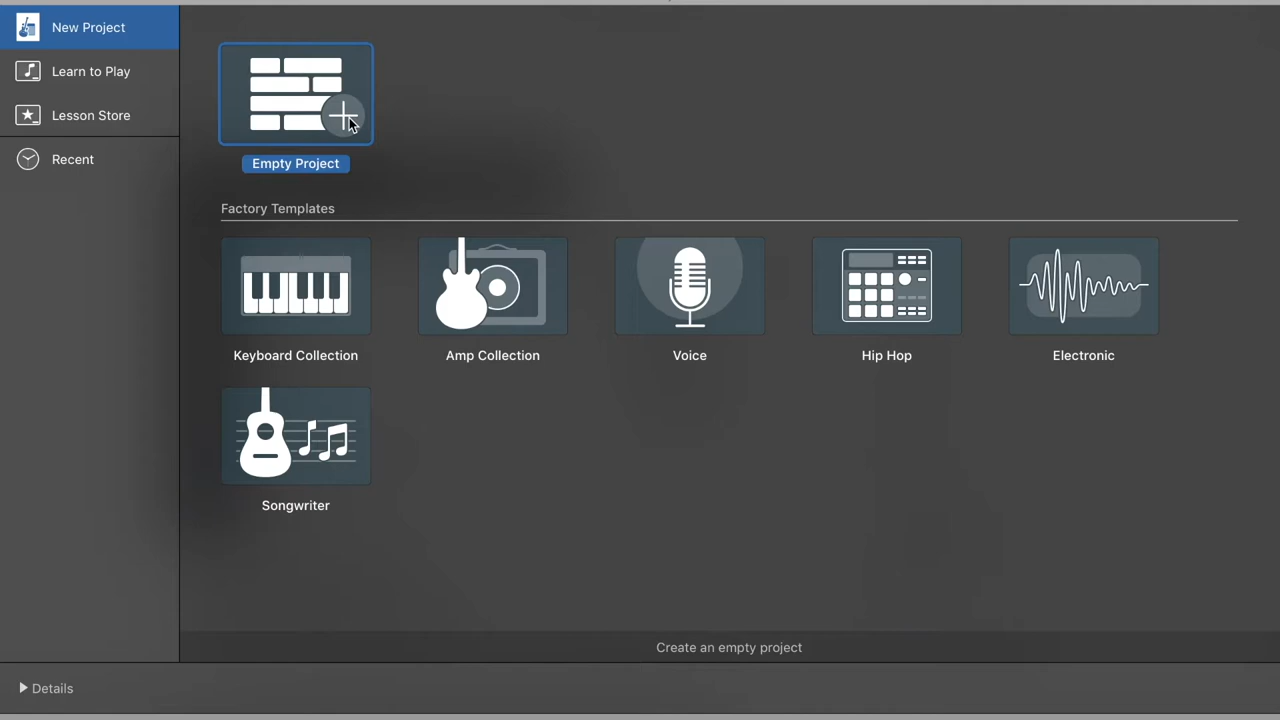 New Project
Learn to Play
Lesson Store
Recent
Empty Project
Factory Templates
Keyboard Collection
Amp Collection
Voice
Hip Hop
Electronic
Songwriter
Create an empty project
Details